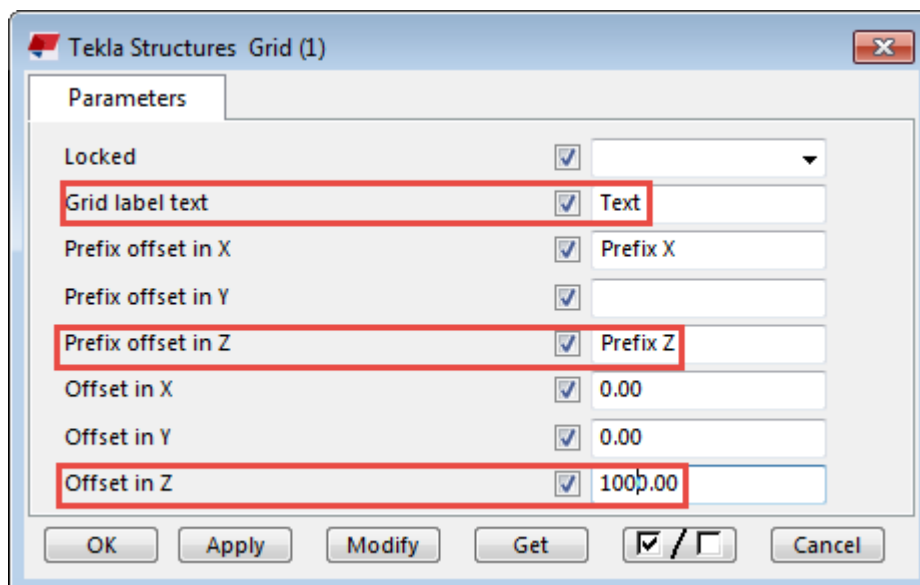 Tekla Structures Grid (1)
Parameters
Locked
Grid label text Text
Prefix offset in X Prefix X
Prefix offset in Y
Prefix offset in Z Prefix Z
Offset in X 0.00
Offset in Y 0.00
Offset in Z 1000.00
OK Apply Modify Get / Cancel